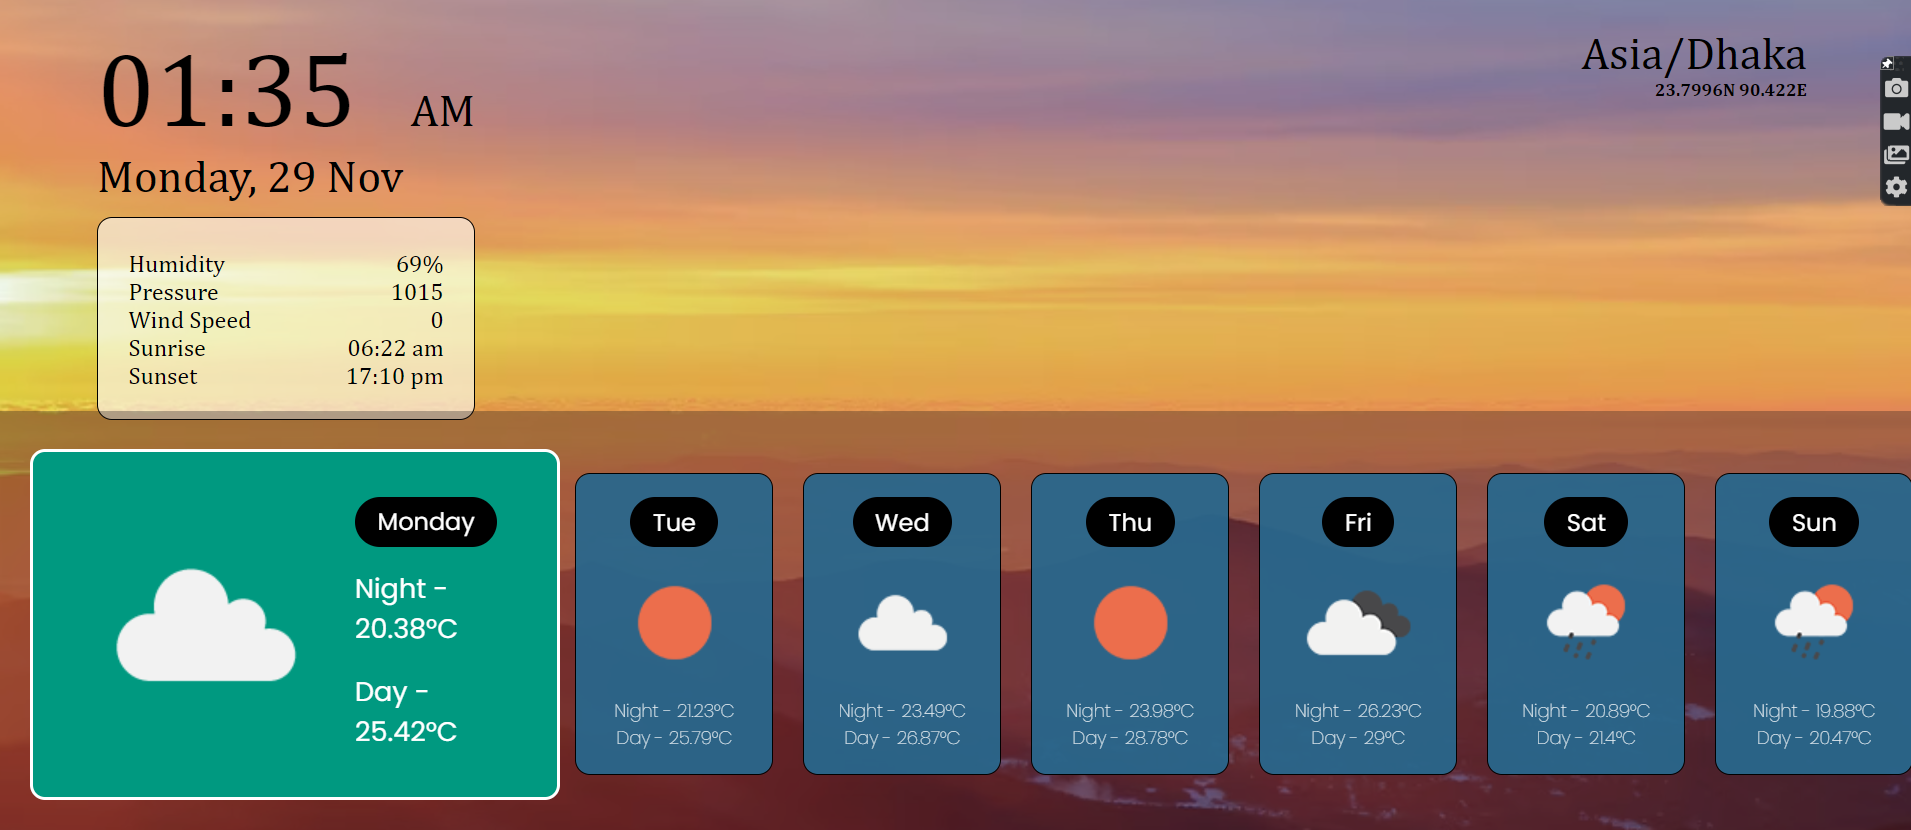 01:35 AM
Monday, 29 Nov
Asia/Dhaka
23.7996N 90.422E
Humidity 69%
Pressure 1015
Wind Speed 0
Sunrise 06:22 am
Sunset 17:10 pm
Monday
Night -
20.38°C
Day -
25.42°C
Tue
Night - 21.23°C
Day - 25.79°C
Wed
Night - 23.49°C
Day - 26.87°C
Thu
Night - 23.98°C
Day - 28.78°C
Fri
Night - 26.23°C
Day - 29°C
Sat
Night - 20.89°C
Day - 21.4°C
Sun
Night - 19.88°C
Day - 20.47°C